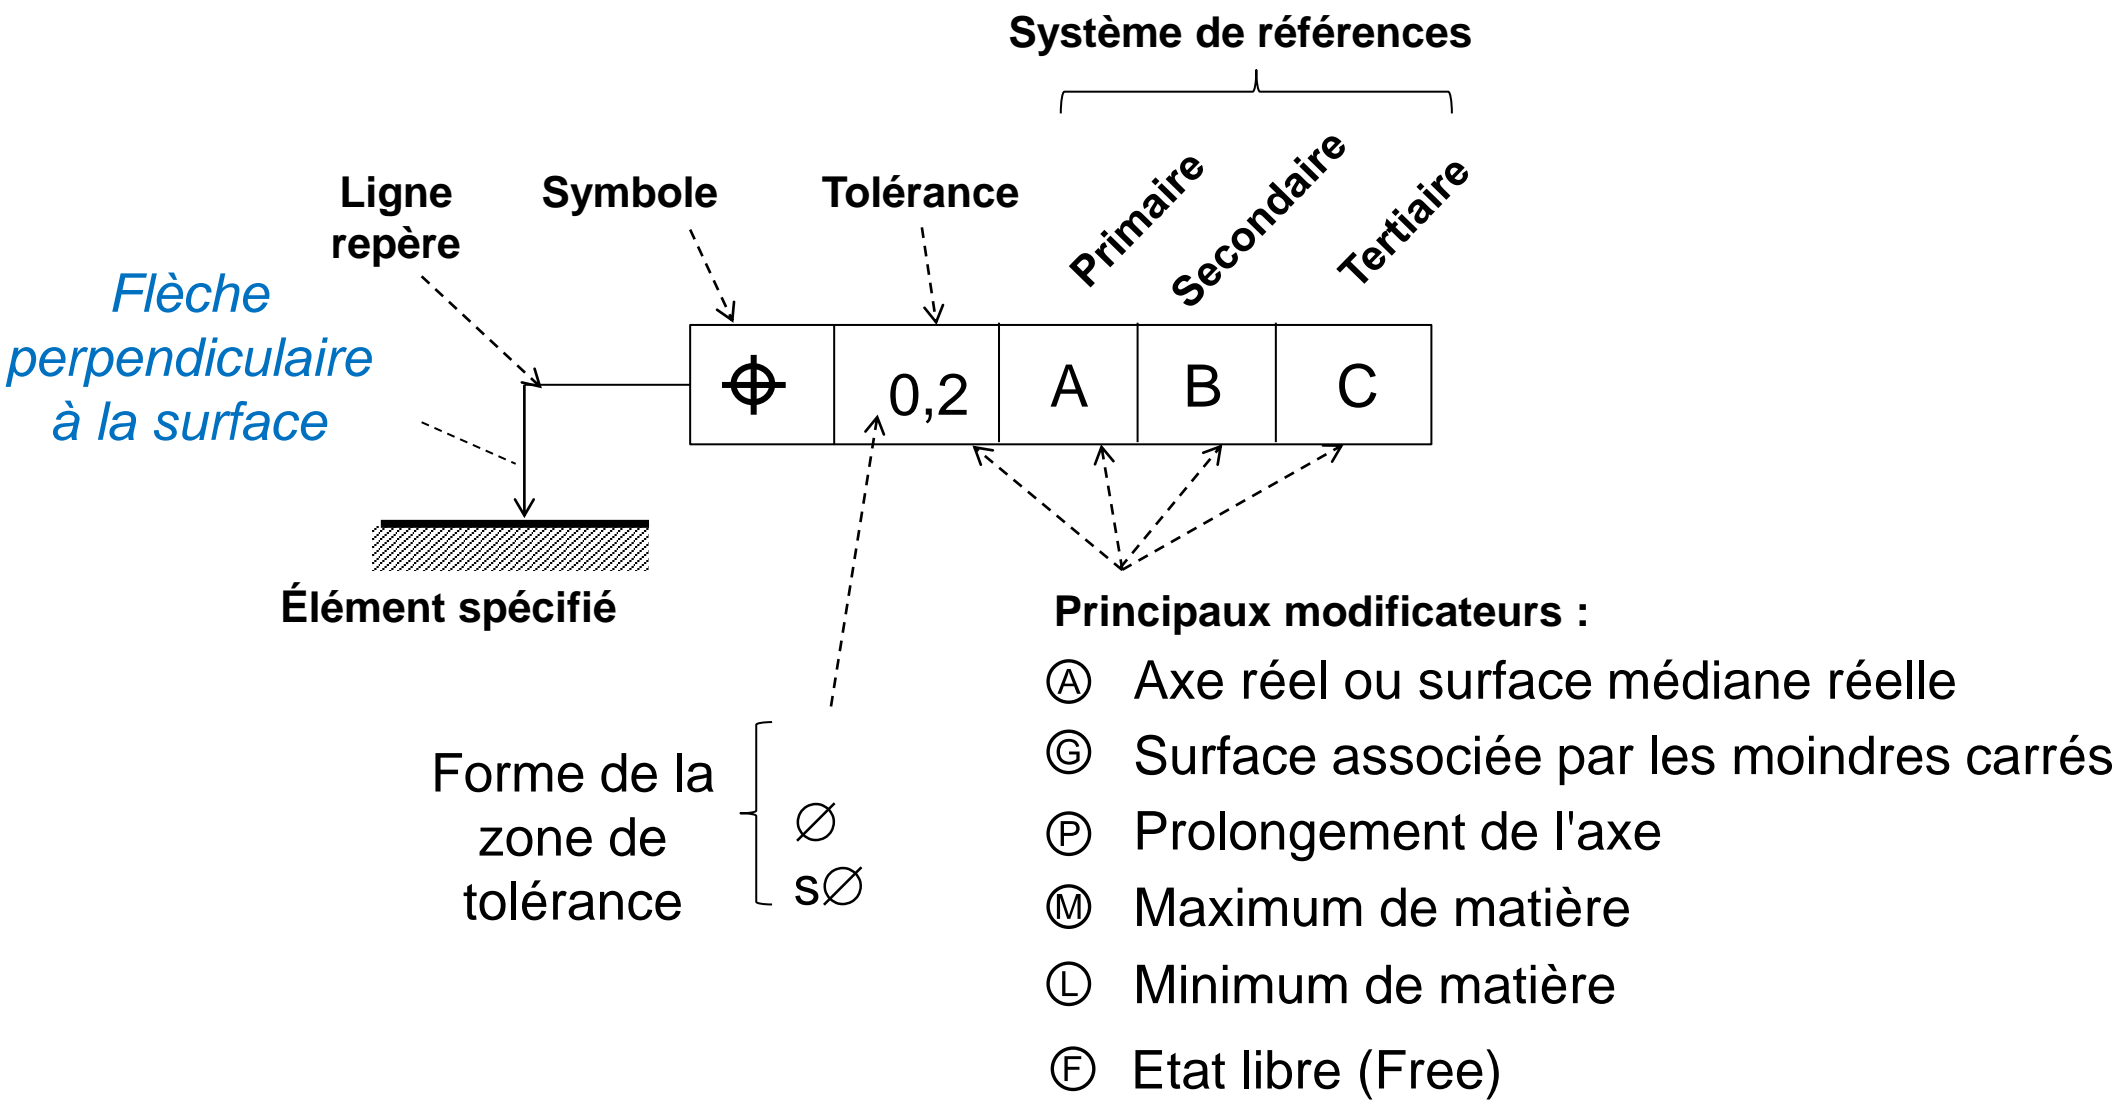 Système de références
Primaire
Secondaire
Tertiaire
Ligne
repère
Symbole
Tolérance
Flèche
perpendiculaire
à la surface
⌖ 0,2 A B C
Élément spécifié
Forme de la
zone de
tolérance
∅
s∅
Principaux modificateurs :
Ⓐ Axe réel ou surface médiane réelle
Ⓖ Surface associée par les moindres carrés
Ⓟ Prolongement de l'axe
Ⓜ Maximum de matière
Ⓛ Minimum de matière
Ⓕ Etat libre (Free)